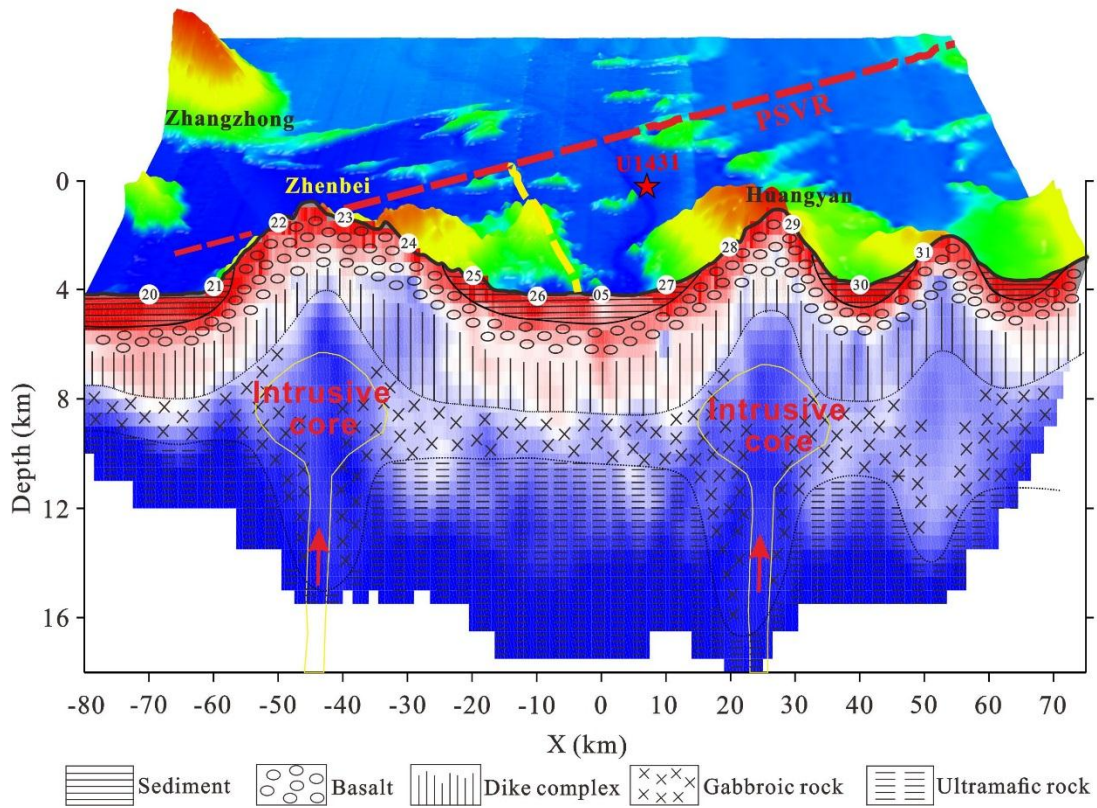 Zhangzhong
PSVR
U1431
Zhenbei
Huangyan
0
4
8
12
16
Depth (km)
20
21
22
23
24
25
26
05
27
28
29
30
31
Intrusive
core
Intrusive
core
-80 -70 -60 -50 -40 -30 -20 -10 0 10 20 30 40 50 60 70
X (km)
Sediment Basalt Dike complex Gabbroic rock Ultramafic rock